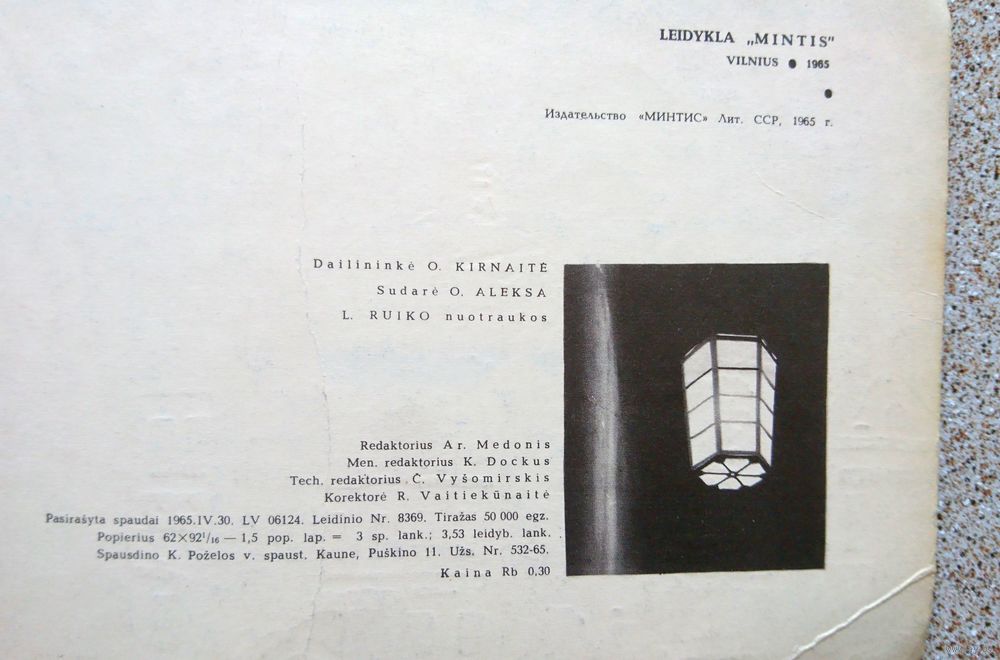 LEIDYKLA „MINTIS"
VILNIUS ● 1965
●
Издательство «МИНТИС» Лит. ССР, 1965 г.
Dailininkė O. KIRNAITĖ
Sudarė O. ALEKSA
L. RUIKO nuotraukos
Redaktorius Ar. Medonis
Men. redaktorius K. Dockus
Tech. redaktorius Č. Vyšomirskis
Korektorė R. Vaitiekūnaitė
Pasirašyta spaudai 1965.IV.30. LV 06124. Leidinio Nr. 8369. Tiražas 50 000 egz.
Popierius 62×92¹/₁₆ — 1,5 pop. lap. = 3 sp. lank.; 3,53 leidyb. lank.
Spausdino K. Poželos v. spaust. Kaune, Puškino 11. Užs. Nr. 532-65.
Kaina Rb 0,30